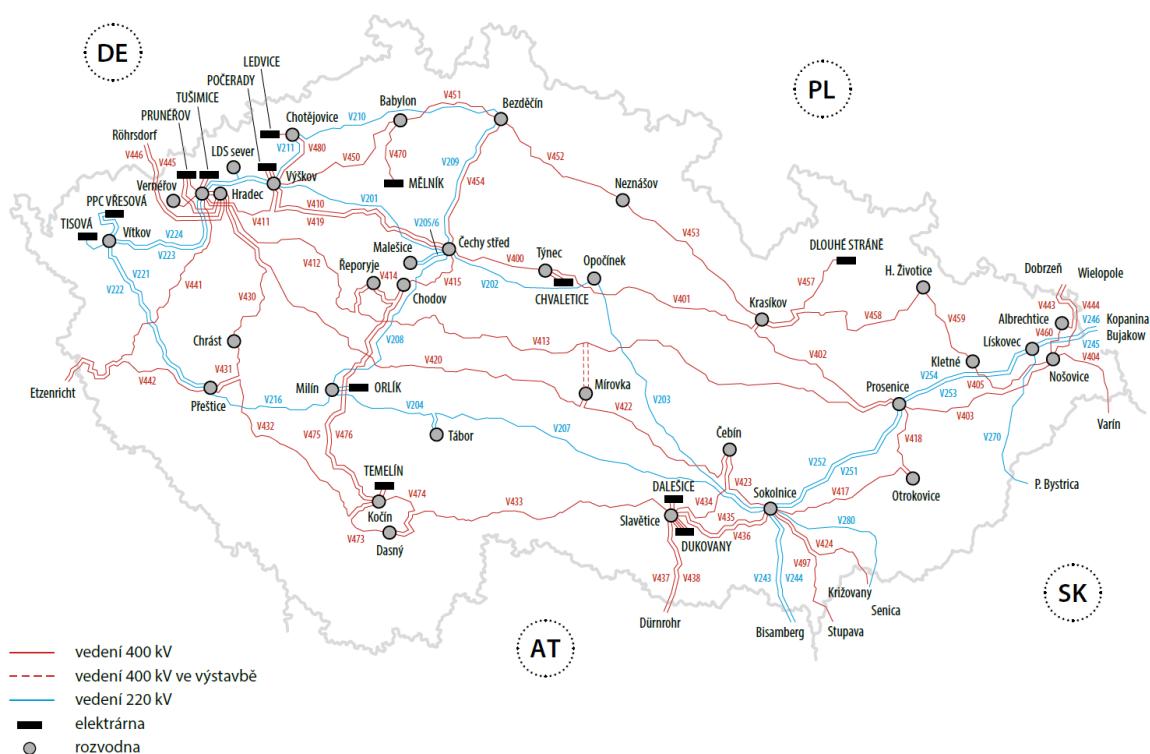 DE
PL
LEDVICE
POČERADY
TUŠIMICE
PRUNÉŘOV
Röhrsdorf
V446
V445
LDS sever
Chotějovice
V210
Babylon
V451
Bezděčín
V211
V480
V450
V470
V209
V454
V452
Vernéřov
Hradec
Výškov
MĚLNÍK
Neznášov
PPC VŘESOVÁ
TISOVÁ
Vítkov
V224
V223
V411
V410
V419
V201
V205/6
V453
Malešice
Čechy střed
Týnec
Opočínek
DLOUHÉ STRÁNĚ
V221
V222
V441
V430
V412
Řeporyje
V414
Chodov
V415
V400
V202
CHVALETICE
V401
V457
H. Životice
Dobrzeń
Wielopole
V443
V444
Krasíkov
V458
V459
Albrechtice
V246
Kopanina
V460
V245
Bujakow
Lískovec
V404
Chrást
V208
V413
V402
Kletné
V254
V253
V405
Nošovice
V431
V420
Etzenricht
V442
Přeštice
V216
Milín
ORLÍK
V204
Mírovka
V422
V203
Prosenice
V403
Varín
V432
V475
V476
Tábor
V207
Čebín
V418
V270
V252
V251
TEMELÍN
V474
V433
DALEŠICE
V434
V423
Sokolnice
V417
Otrokovice
P. Bystrica
Kočín
V473
Dasný
Slavětice
V435
V436
DUKOVANY
V280
V424
V497
V437
V438
V243
V244
Križovany
Senica
Dürnrohr
Bisamberg
Stupava
AT
SK
vedení 400 kV
vedení 400 kV ve výstavbě
vedení 220 kV
elektrárna
rozvodna